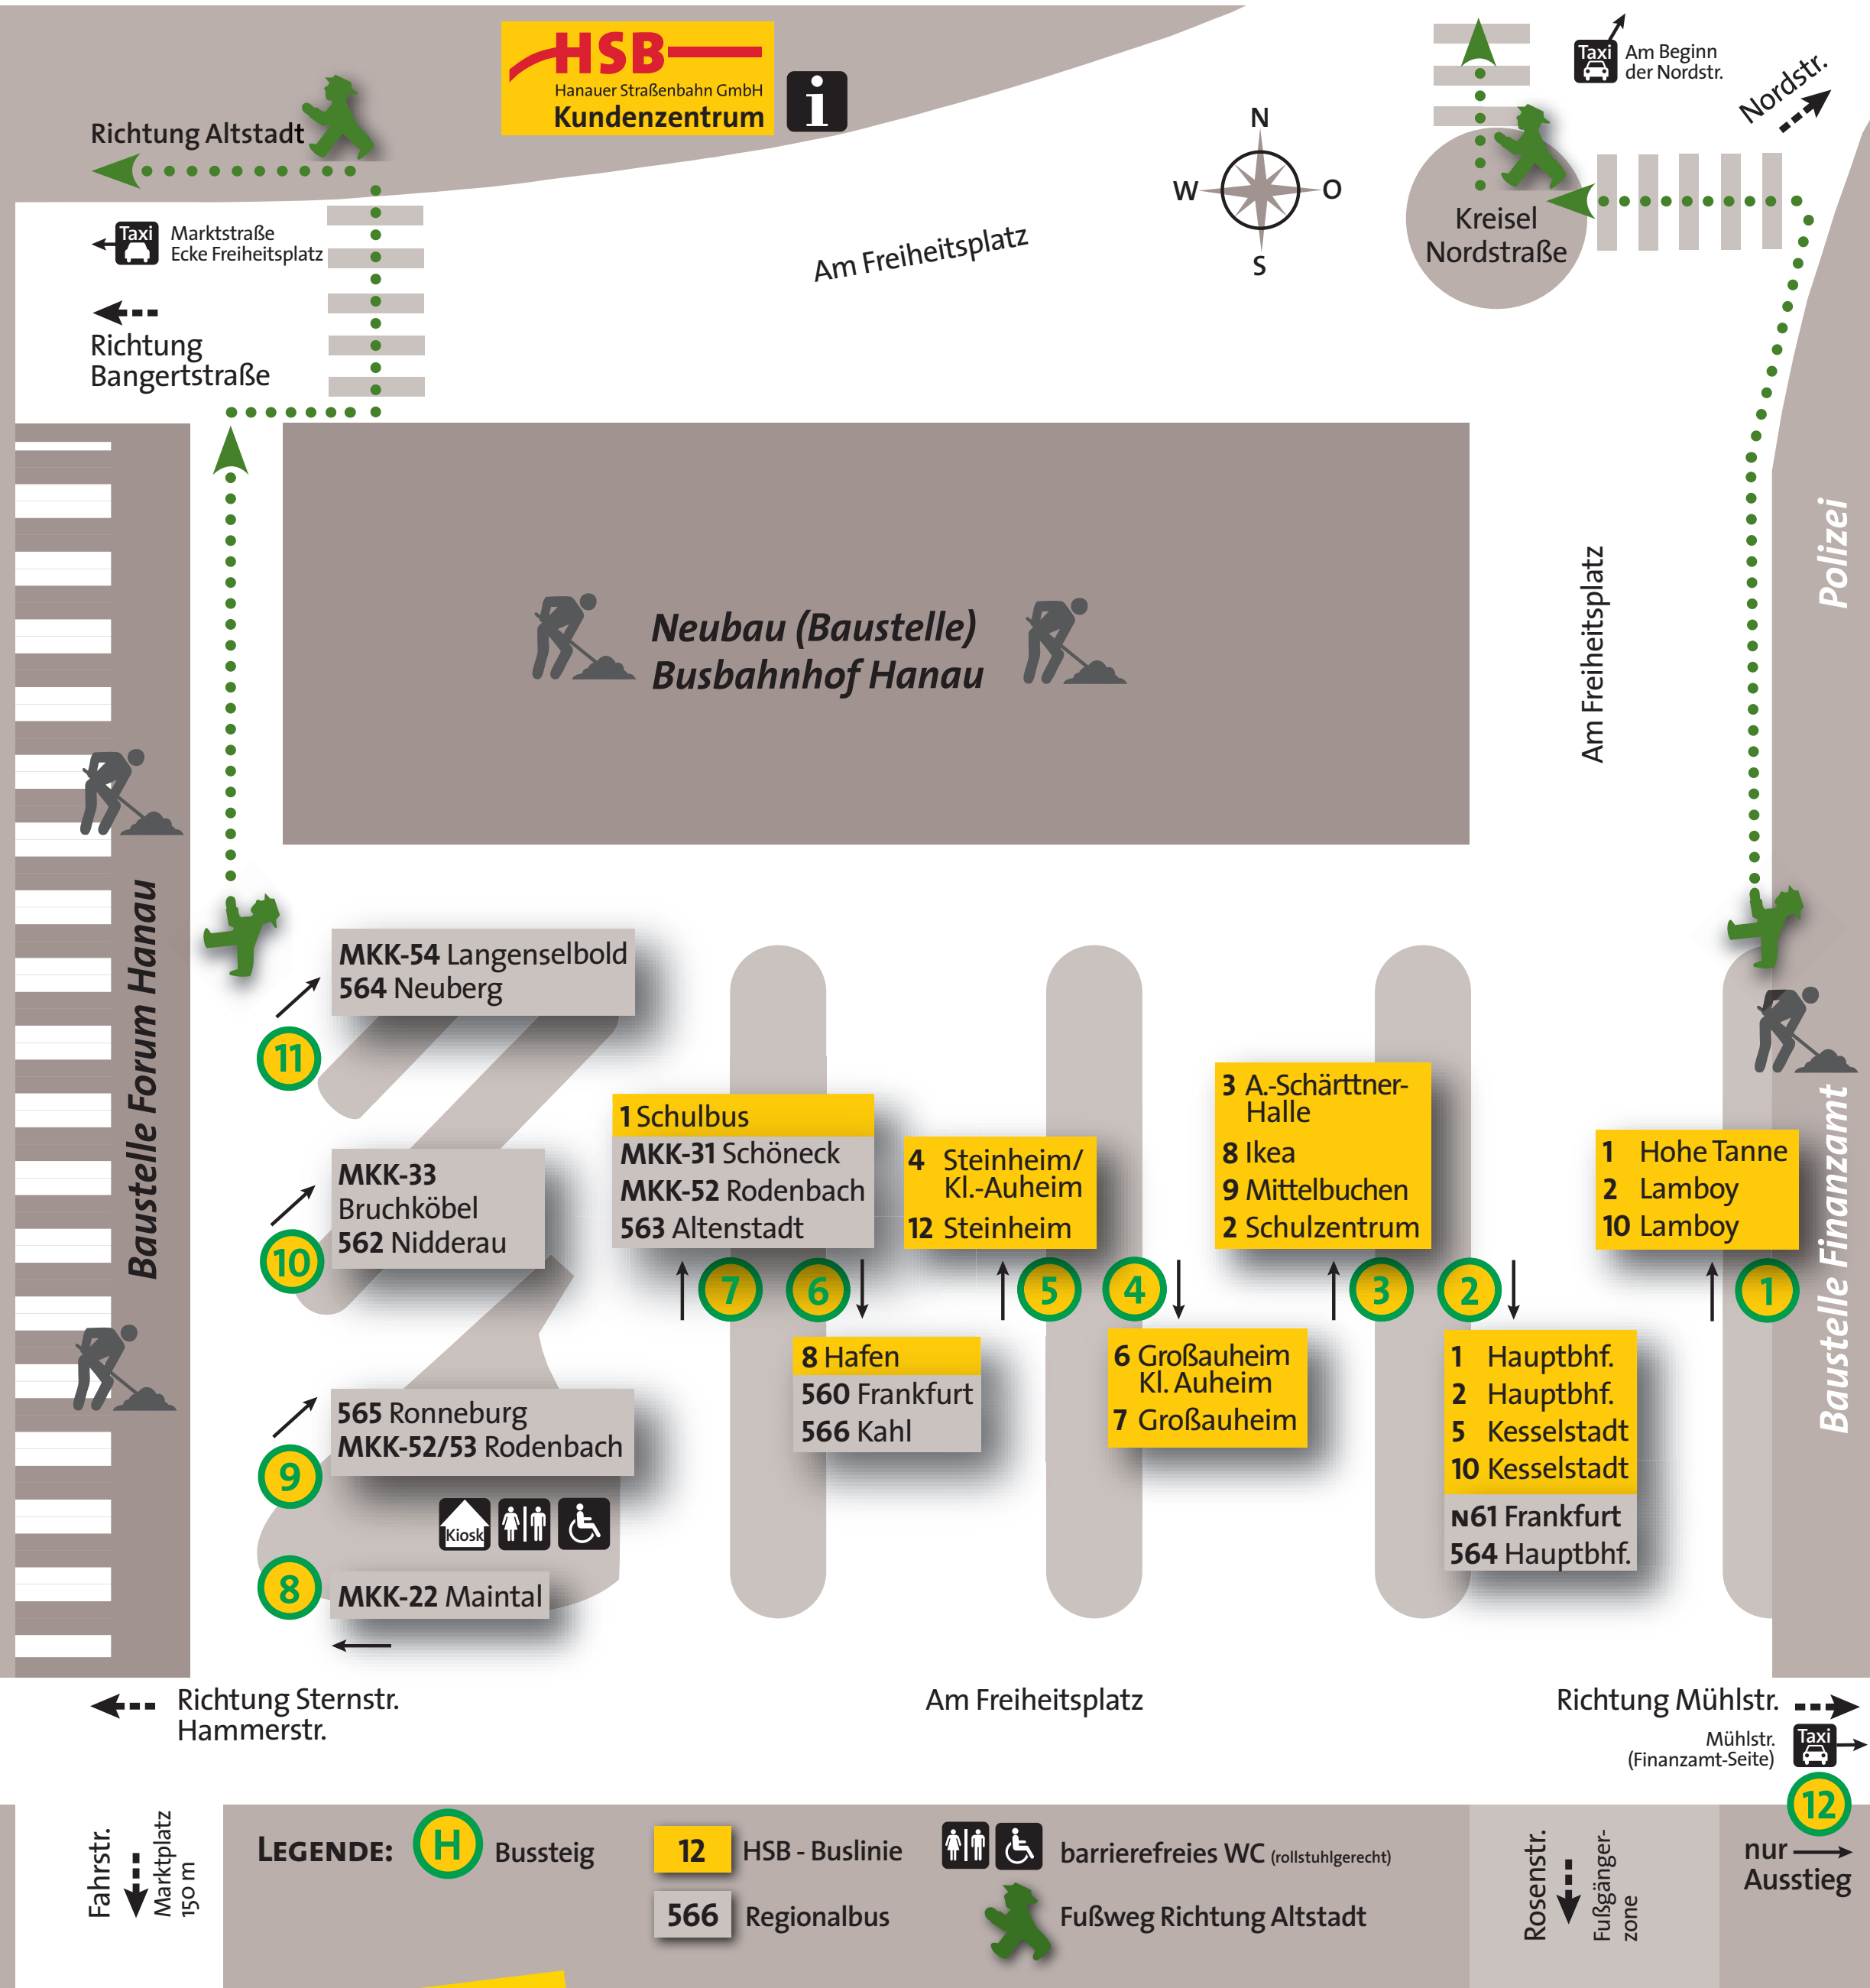 HSB
Hanauer Straßenbahn GmbH
Kundenzentrum
i
Richtung Altstadt
Taxi
Marktstraße
Ecke Freiheitsplatz
Richtung
Bangertstraße
Am Freiheitsplatz
N
W
O
S
Taxi
Am Beginn
der Nordstr.
Nordstr.
Kreisel
Nordstraße
Neubau (Baustelle)
Busbahnhof Hanau
Am Freiheitsplatz
Polizei
Baustelle Forum Hanau
Baustelle Finanzamt
MKK-54 Langenselbold
564 Neuberg
11
MKK-33
Bruchköbel
562 Nidderau
10
565 Ronneburg
MKK-52/53 Rodenbach
9
Kiosk
8
MKK-22 Maintal
1 Schulbus
MKK-31 Schöneck
MKK-52 Rodenbach
563 Altenstadt
7
6
8 Hafen
560 Frankfurt
566 Kahl
4 Steinheim/
Kl.-Auheim
12 Steinheim
5
4
6 Großauheim
Kl. Auheim
7 Großauheim
3 A.-Schärttner-
Halle
8 Ikea
9 Mittelbuchen
2 Schulzentrum
3
2
1 Hauptbhf.
2 Hauptbhf.
5 Kesselstadt
10 Kesselstadt
N61 Frankfurt
564 Hauptbhf.
1 Hohe Tanne
2 Lamboy
10 Lamboy
1
Richtung Sternstr.
Hammerstr.
Am Freiheitsplatz
Richtung Mühlstr.
Mühlstr.
(Finanzamt-Seite)
Taxi
12
nur
Ausstieg
Fahrstr.
Marktplatz
150 m
LEGENDE:
H
Bussteig
12
HSB - Buslinie
barrierefreies WC (rollstuhlgerecht)
566
Regionalbus
Fußweg Richtung Altstadt
Rosenstr.
Fußgänger-
zone